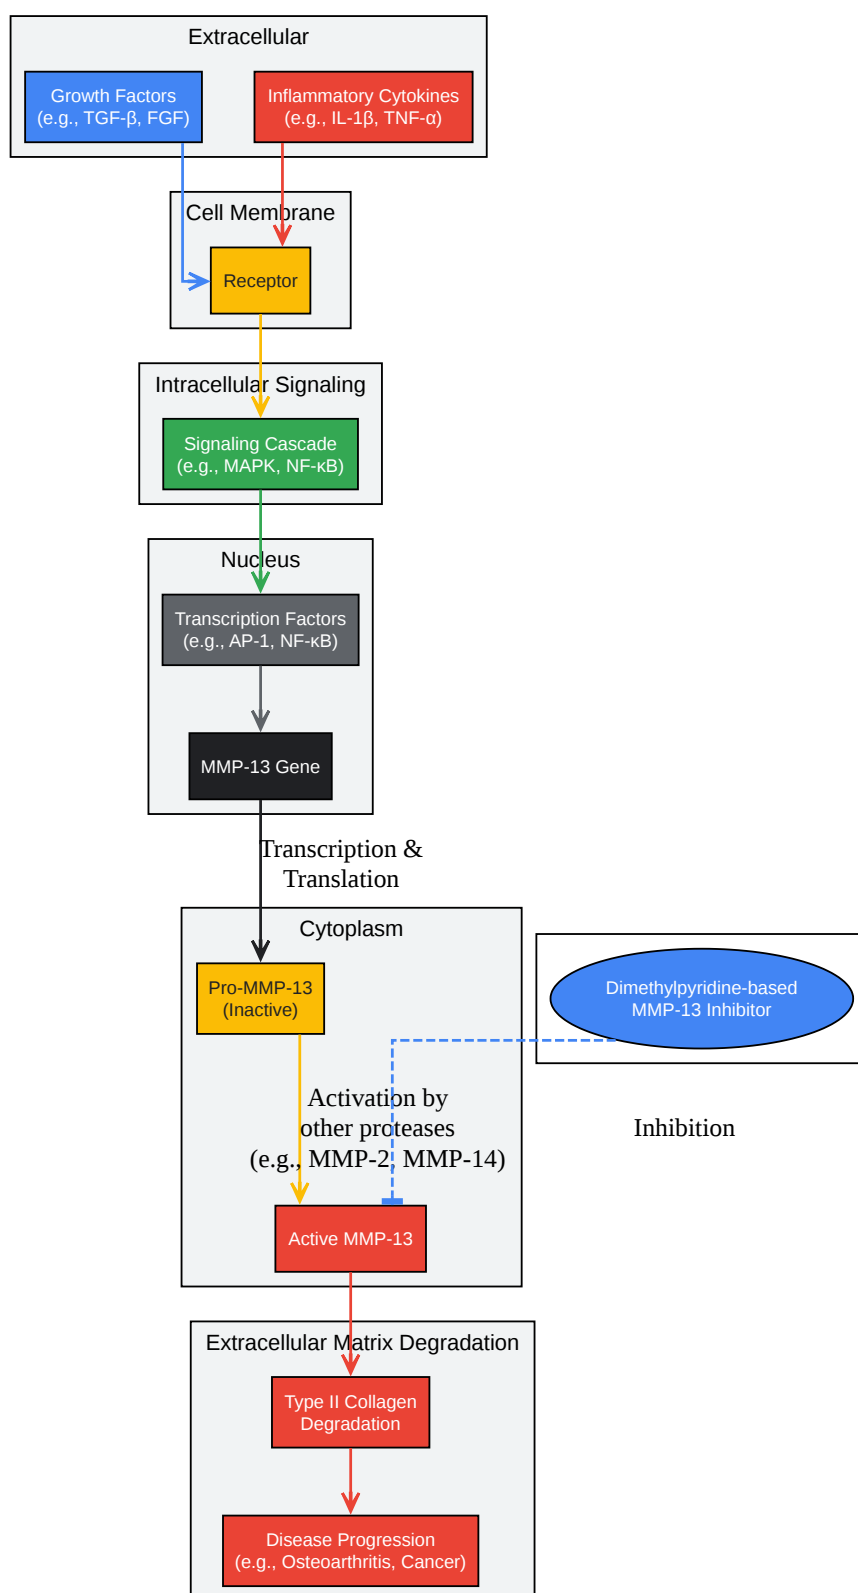 Extracellular
Growth Factors
(e.g., TGF-β, FGF)
Inflammatory Cytokines
(e.g., IL-1β, TNF-α)
Cell Membrane
Receptor
Intracellular Signaling
Signaling Cascade
(e.g., MAPK, NF-κB)
Nucleus
Transcription Factors
(e.g., AP-1, NF-κB)
MMP-13 Gene
Transcription &
Translation
Cytoplasm
Pro-MMP-13
(Inactive)
Dimethylpyridine-based
MMP-13 Inhibitor
Activation by
other proteases
(e.g., MMP-2, MMP-14)
Inhibition
Active MMP-13
Extracellular Matrix Degradation
Type II Collagen
Degradation
Disease Progression
(e.g., Osteoarthritis, Cancer)